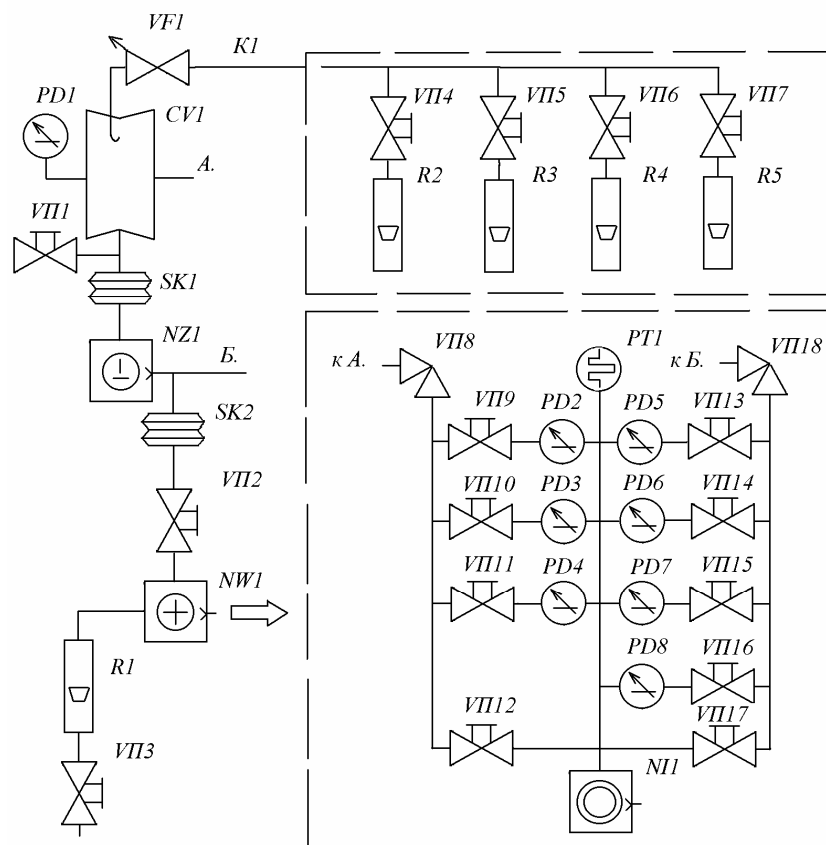 VF1
K1
PD1
CV1
VП4
VП5
VП6
VП7
А.
R2
R3
R4
R5
VП1
SK1
NZ1
Б.
к А.
VП8
PT1
к Б.
VП18
SK2
VП9
PD2
PD5
VП13
VП2
VП10
PD3
PD6
VП14
NW1
VП11
PD4
PD7
VП15
R1
PD8
VП16
VП12
VП17
VП3
NI1